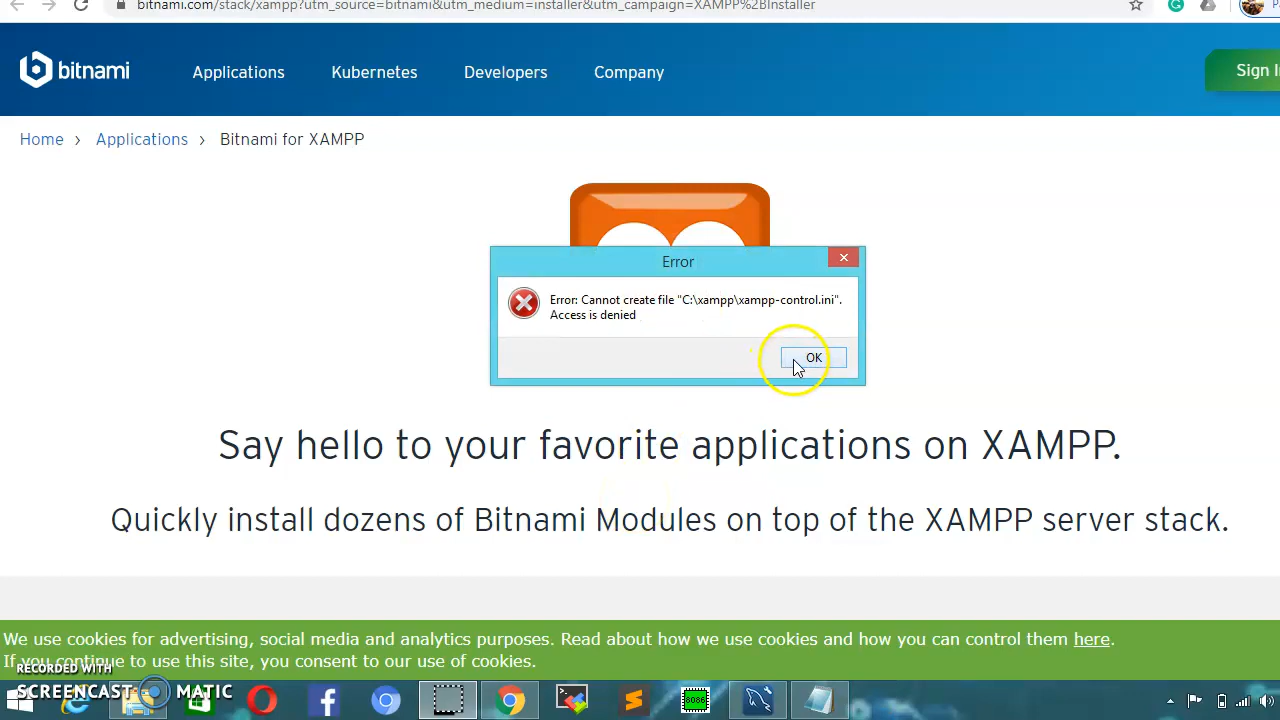 bitnami.com/stack/xampp?utm_source=bitnami&utm_medium=installer&utm_campaign=XAMPP%2BInstaller
bitnami
Applications
Kubernetes
Developers
Company
Sign I
Home › Applications › Bitnami for XAMPP
Error
Error: Cannot create file "C:\xampp\xampp-control.ini".
Access is denied
OK
Say hello to your favorite applications on XAMPP.
Quickly install dozens of Bitnami Modules on top of the XAMPP server stack.
We use cookies for advertising, social media and analytics purposes. Read about how we use cookies and how you can control them here.
If you continue to use this site, you consent to our use of cookies.
RECORDED WITH
SCREENCAST MATIC
8086